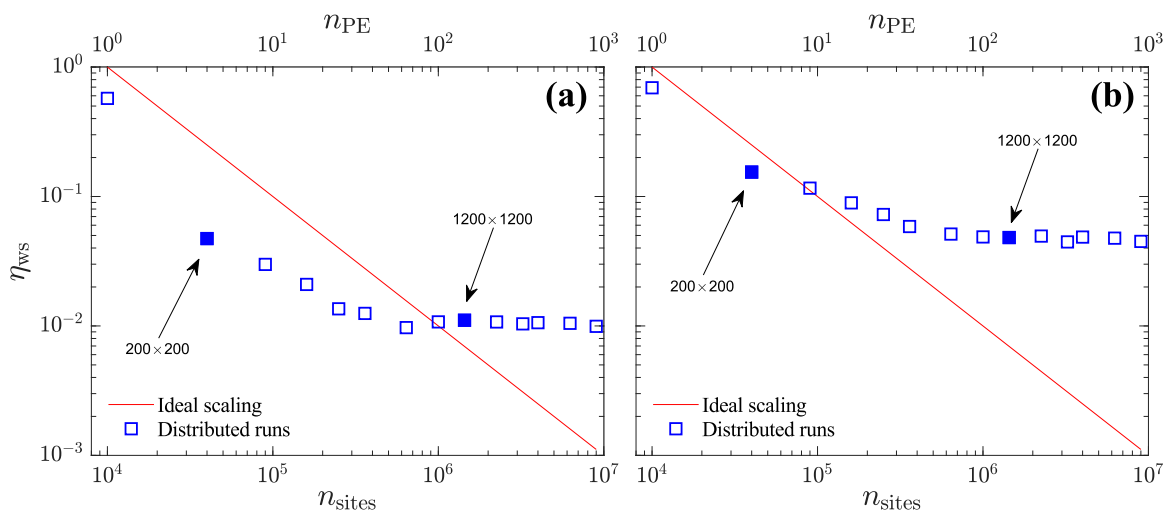 n_PE
10^0 10^1 10^2 10^3
(a)
10^0
10^-1
10^-2
10^-3
η_ws
1200×1200
200×200
Ideal scaling
Distributed runs
10^4 10^5 10^6 10^7
n_sites
n_PE
10^0 10^1 10^2 10^3
(b)
1200×1200
200×200
Ideal scaling
Distributed runs
10^4 10^5 10^6 10^7
n_sites